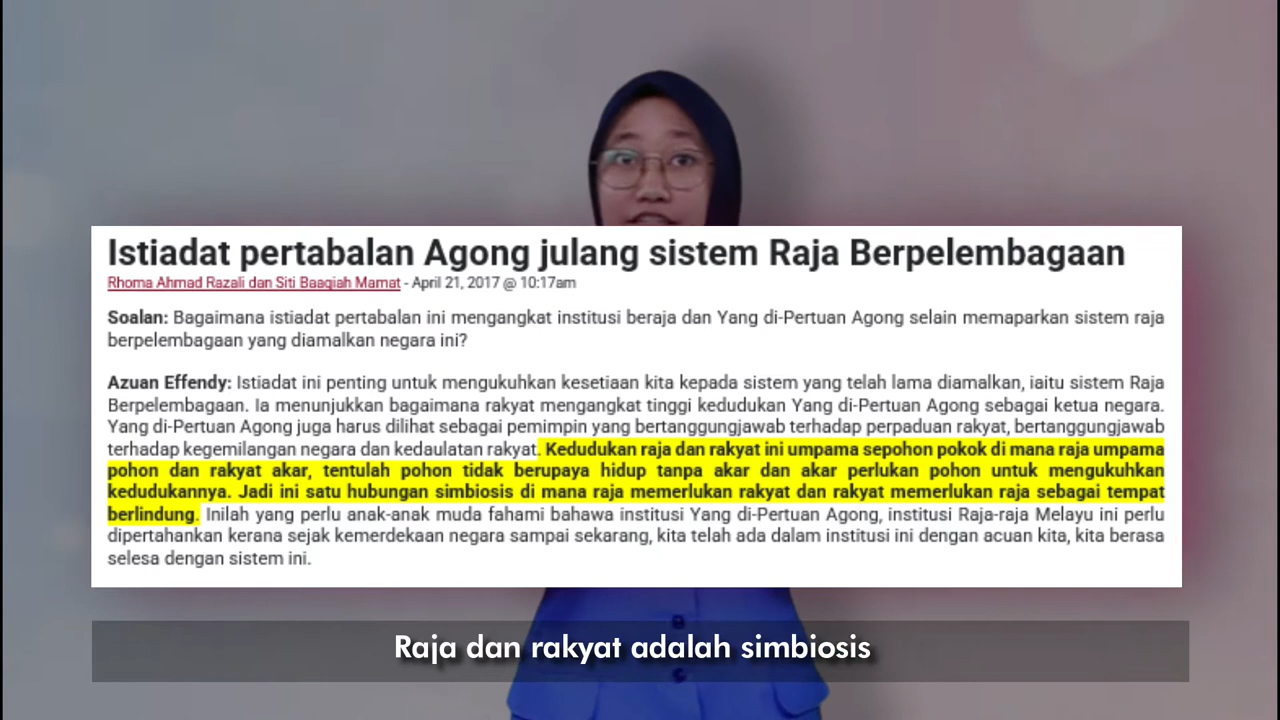 Istiadat pertabalan Agong julang sistem Raja Berpelembagaan
Rhoma Ahmad Razali dan Siti Baaqiah Mamat - April 21, 2017 @ 10:17am
Soalan: Bagaimana istiadat pertabalan ini mengangkat institusi beraja dan Yang di-Pertuan Agong selain memaparkan sistem raja
berpelembagaan yang diamalkan negara ini?
Azuan Effendy: Istiadat ini penting untuk mengukuhkan kesetiaan kita kepada sistem yang telah lama diamalkan, iaitu sistem Raja
Berpelembagaan. Ia menunjukkan bagaimana rakyat mengangkat tinggi kedudukan Yang di-Pertuan Agong sebagai ketua negara.
Yang di-Pertuan Agong juga harus dilihat sebagai pemimpin yang bertanggungjawab terhadap perpaduan rakyat, bertanggungjawab
terhadap kegemilangan negara dan kedaulatan rakyat. Kedudukan raja dan rakyat ini umpama sepohon pokok di mana raja umpama
pohon dan rakyat akar, tentulah pohon tidak berupaya hidup tanpa akar dan akar perlukan pohon untuk mengukuhkan
kedudukannya. Jadi ini satu hubungan simbiosis di mana raja memerlukan rakyat dan rakyat memerlukan raja sebagai tempat
berlindung. Inilah yang perlu anak-anak muda fahami bahawa institusi Yang di-Pertuan Agong, institusi Raja-raja Melayu ini perlu
dipertahankan kerana sejak kemerdekaan negara sampai sekarang, kita telah ada dalam institusi ini dengan acuan kita, kita berasa
selesa dengan sistem ini.
Raja dan rakyat adalah simbiosis